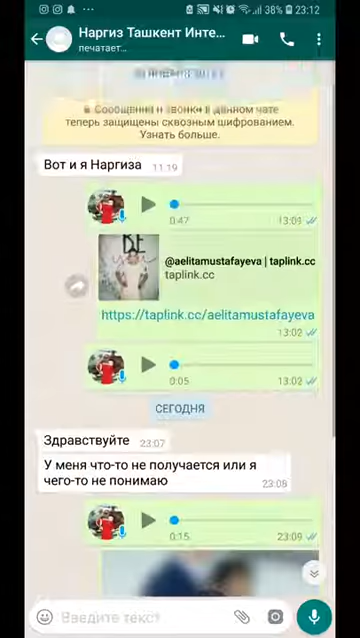 38% 23:12
Наргиз Ташкент Инте...
печатает...
Сообщения и звонки в данном чате
теперь защищены сквозным шифрованием.
Узнать больше.
Вот и я Наргиза 11:19
0:47 13:01
@aelitamustafayeva | taplink.cc
taplink.cc
https://taplink.cc/aelitamustafayeva
13:02
0:05 13:02
СЕГОДНЯ
Здравствуйте 23:07
У меня что-то не получается или я
чего-то не понимаю 23:08
0:15 23:09
Введите текст